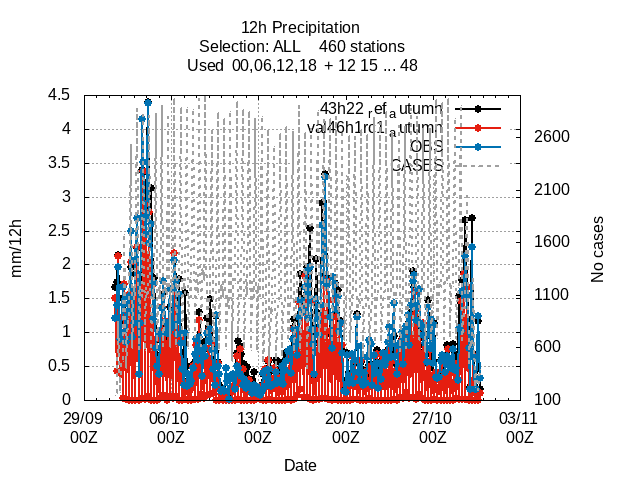 12h Precipitation
Selection: ALL 460 stations
Used 00,06,12,18 + 12 15 ... 48
4.5
4
3.5
3
2.5
2
1.5
1
0.5
0
mm/12h
43h22_ref_autumn
OBS
CASES
2600
2100
1600
1100
600
100
No cases
29/09 06/10 13/10 20/10 27/10 03/11
00Z 00Z 00Z 00Z 00Z 00Z
Date